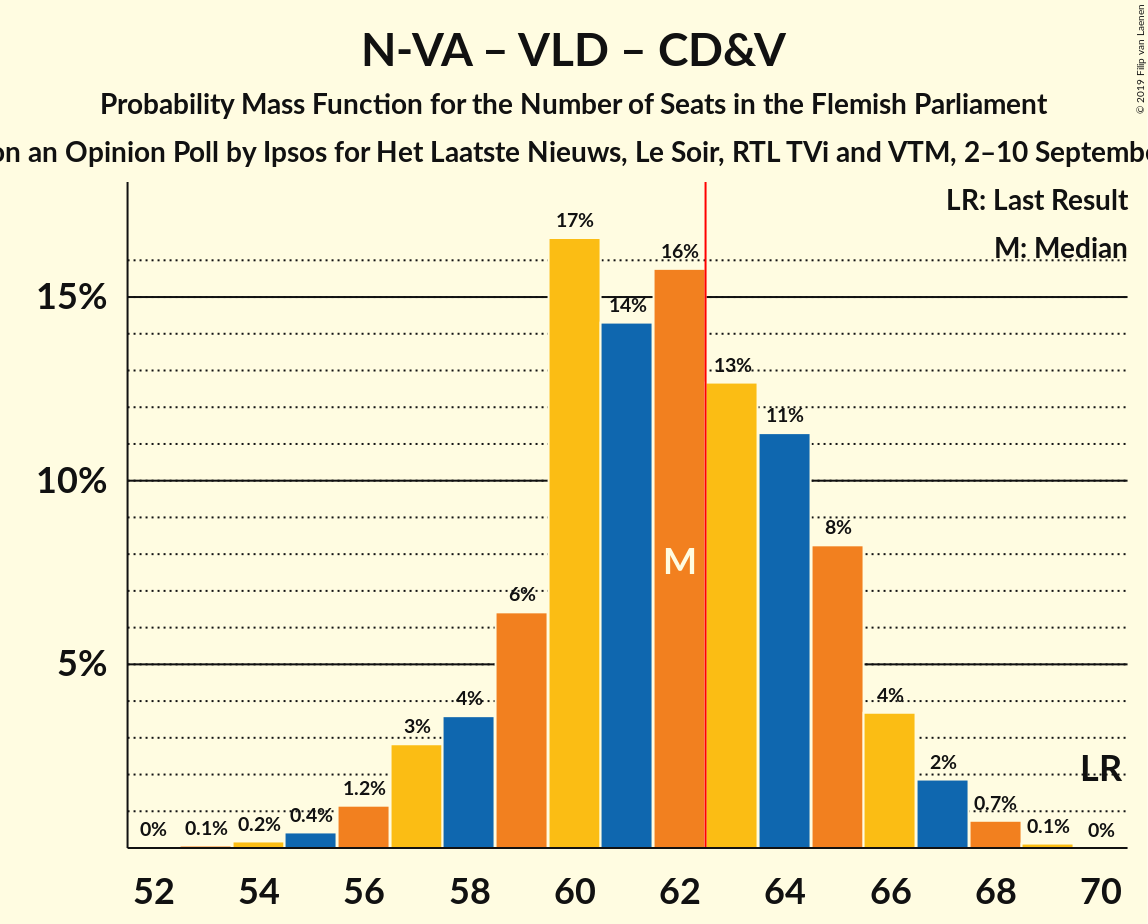 N-VA – VLD – CD&V
Probability Mass Function for the Number of Seats in the Flemish Parliament
on an Opinion Poll by Ipsos for Het Laatste Nieuws, Le Soir, RTL TVi and VTM, 2–10 Septembe
© 2019 Filip van Laenen
LR: Last Result
M: Median
17%
16%
15%
14%
13%
11%
10%
8%
M
6%
5%
4%
4%
3%
2%
LR
1.2%
0.7%
0.4%
0.2%
0.1%
0.1%
0%
0%
52 54 56 58 60 62 64 66 68 70